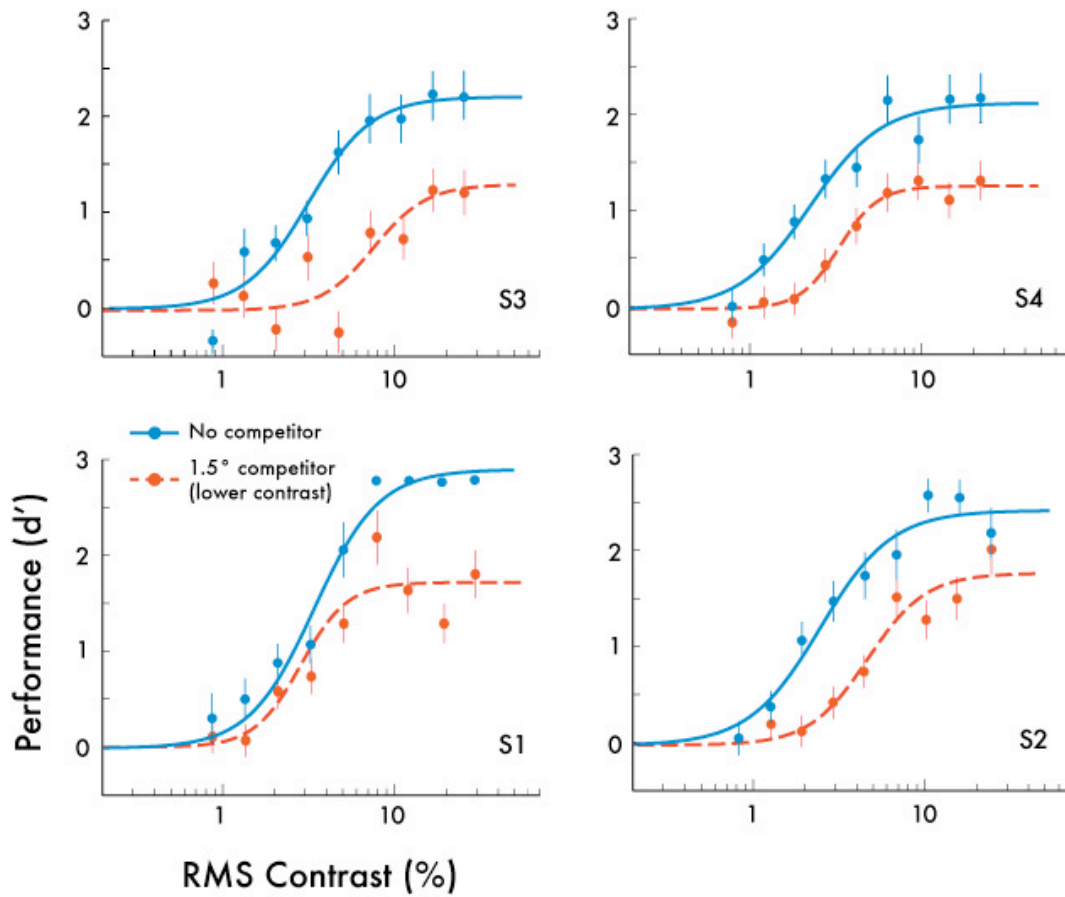 3
2
1
0
S3
1 10
3
2
1
0
S4
1 10
No competitor
1.5° competitor
(lower contrast)
3
2
1
0
S1
1 10
3
2
1
0
S2
1 10
Performance (d′)
RMS Contrast (%)